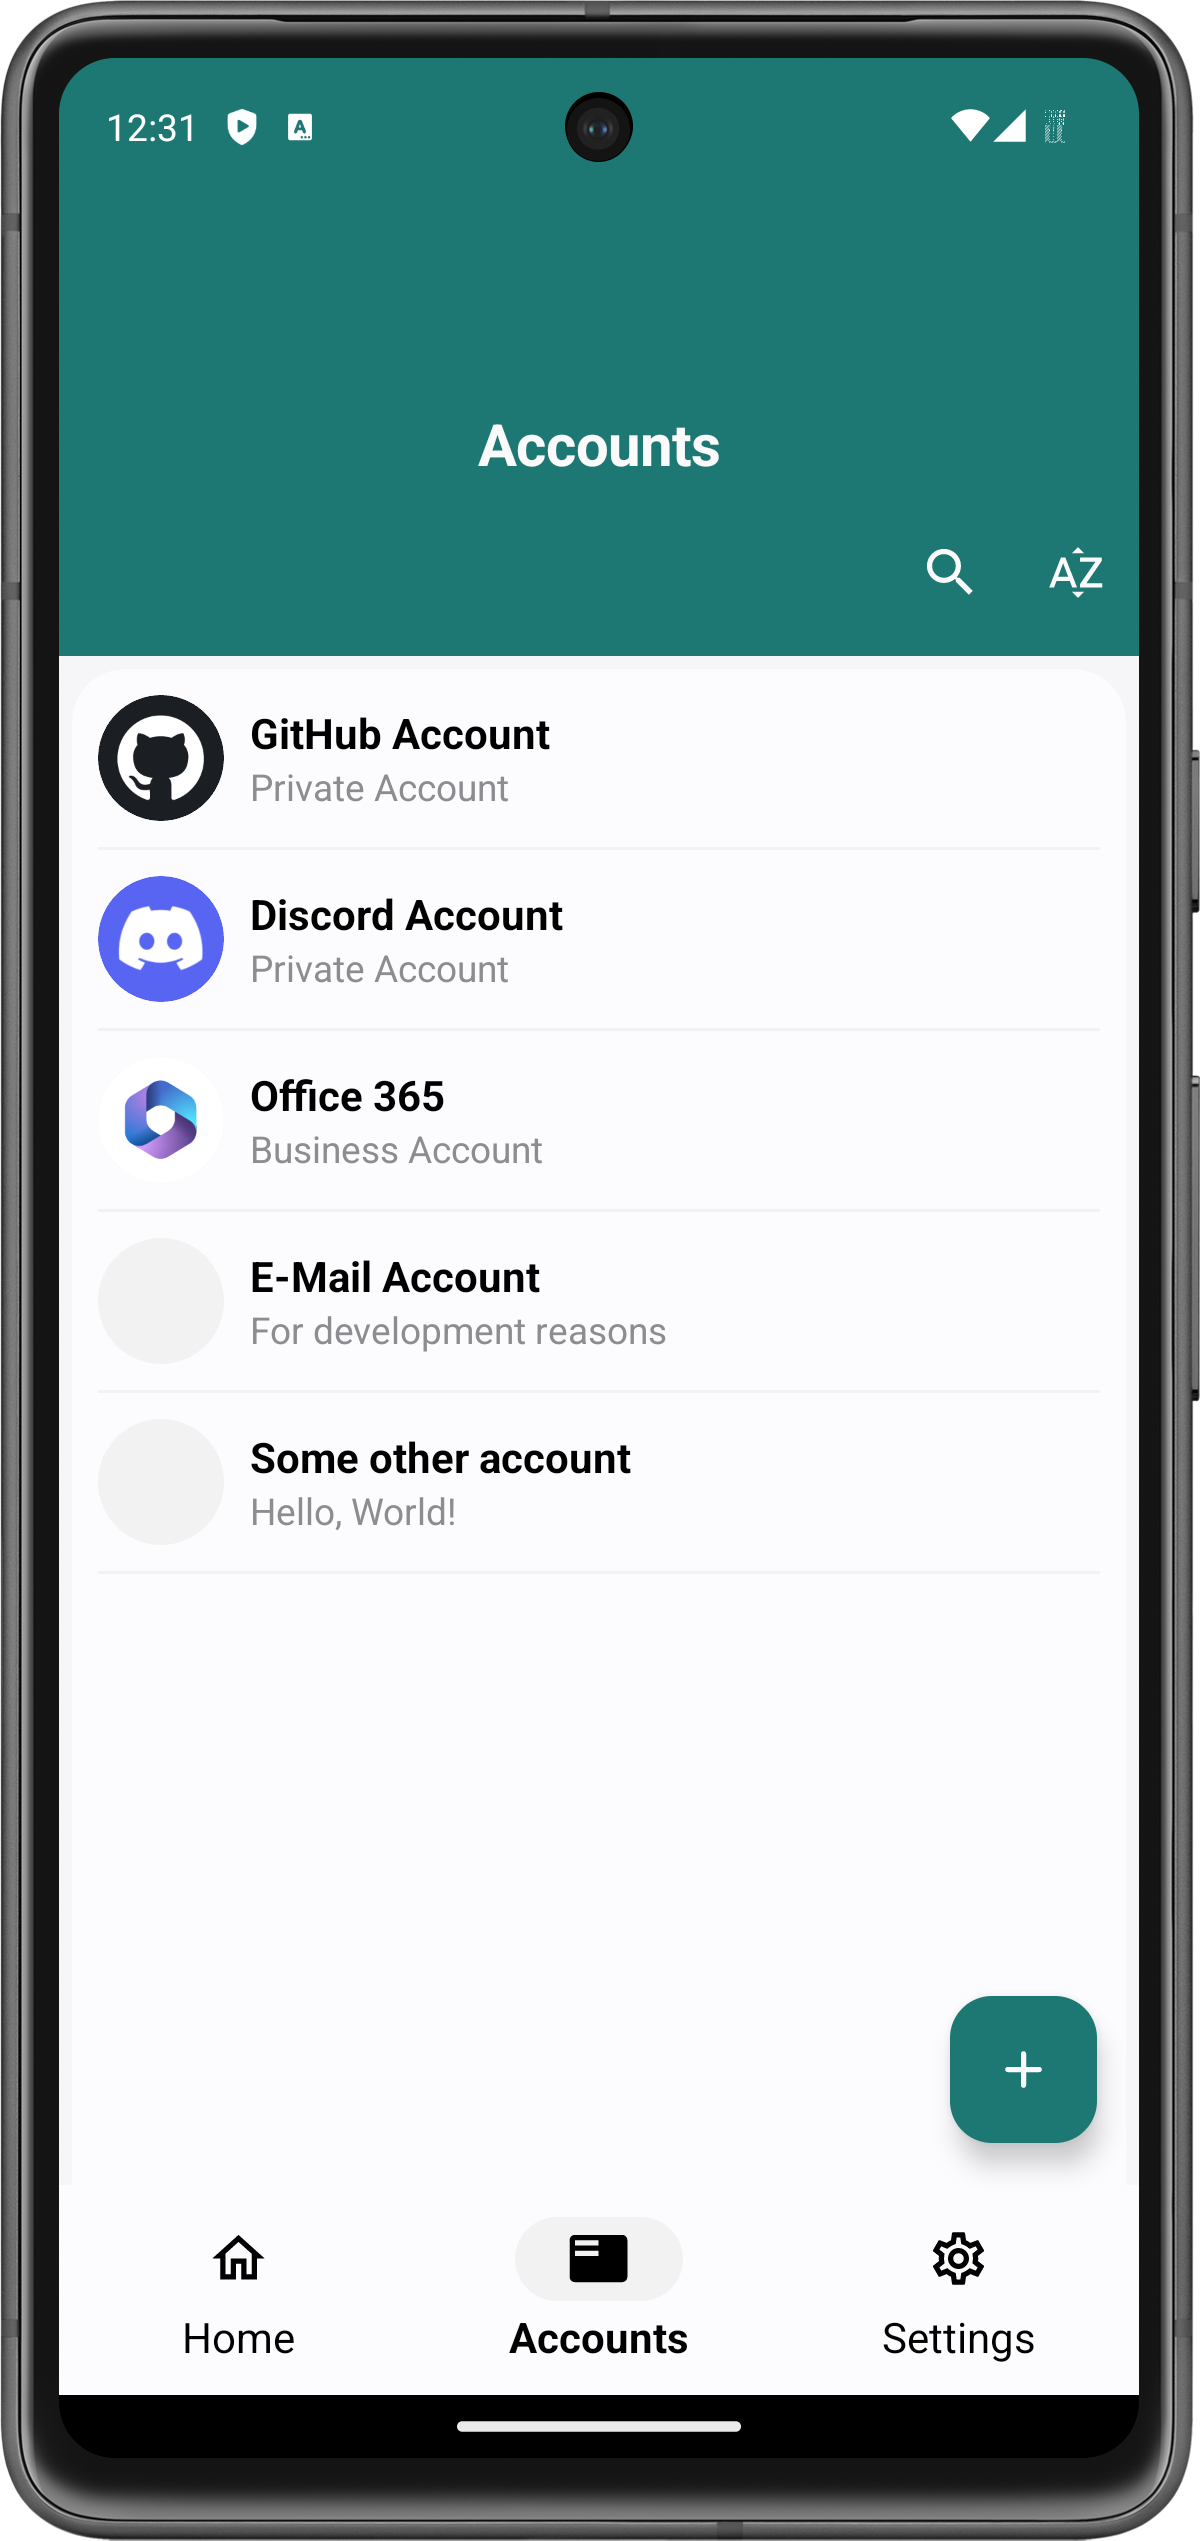 12:31
Accounts
AZ
GitHub Account
Private Account
Discord Account
Private Account
Office 365
Business Account
E-Mail Account
For development reasons
Some other account
Hello, World!
Home
Accounts
Settings